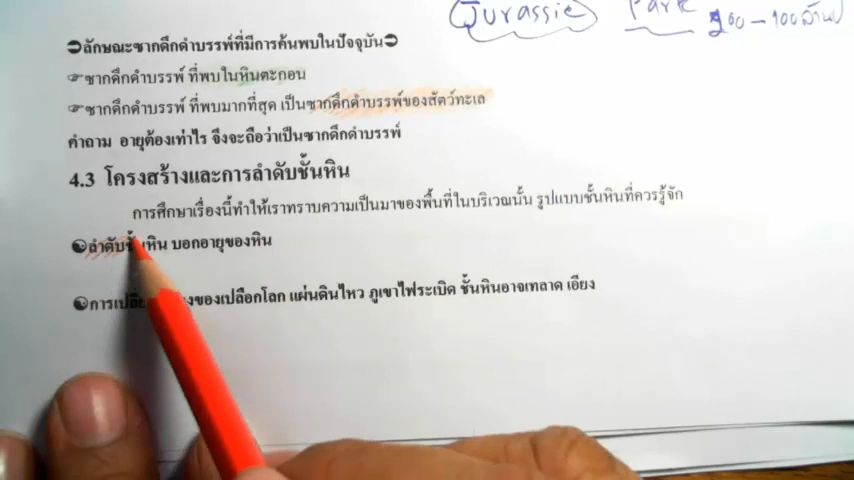 Jurassic Park 100 ล้านปี
➲ลักษณะซากดึกดำบรรพ์ที่มีการค้นพบในปัจจุบัน➲
☞ซากดึกดำบรรพ์ ที่พบในหินตะกอน
☞ซากดึกดำบรรพ์ ที่พบมากที่สุด เป็นซากดึกดำบรรพ์ของสัตว์ทะเล
คำถาม อายุต้องเท่าไร จึงจะถือว่าเป็นซากดึกดำบรรพ์
4.3 โครงสร้างและการลำดับชั้นหิน
การศึกษาเรื่องนี้ทำให้เราทราบความเป็นมาของพื้นที่ในบริเวณนั้น รูปแบบชั้นหินที่ควรรู้จัก
☯ลำดับชั้นหิน บอกอายุของหิน
☯ของเปลือกโลก แผ่นดินไหว ภูเขาไฟระเบิด ชั้นหินอาจเทลาด เอียง